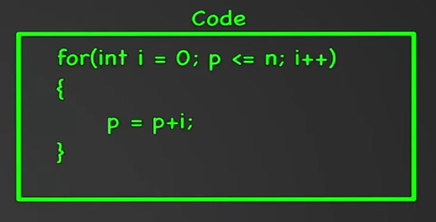 Code
for(int i = 0; p <= n; i++)
{
p = p+i;
}